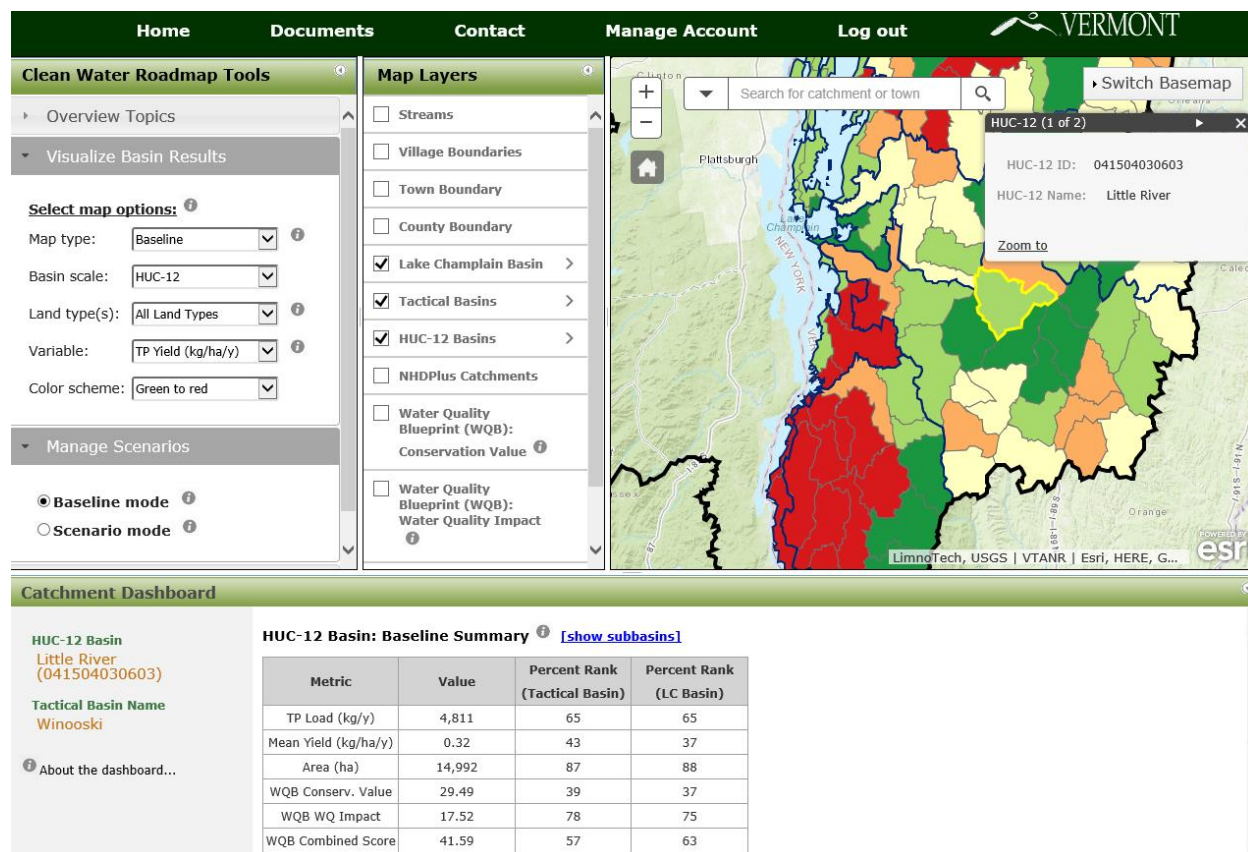 Home Documents Contact Manage Account Log out VERMONT
Clean Water Roadmap Tools
Overview Topics
Visualize Basin Results
Select map options:
Map type: Baseline
Basin scale: HUC-12
Land type(s): All Land Types
Variable: TP Yield (kg/ha/y)
Color scheme: Green to red
Manage Scenarios
Baseline mode
Scenario mode
Map Layers
Streams
Village Boundaries
Town Boundary
County Boundary
Lake Champlain Basin
Tactical Basins
HUC-12 Basins
NHDPlus Catchments
Water Quality
Blueprint (WQB):
Conservation Value
Water Quality
Blueprint (WQB):
Water Quality Impact
Clinton
+
Search for catchment or town
−
Switch Basemap
HUC-12 (1 of 2)
HUC-12 ID: 041504030603
HUC-12 Name: Little River
Zoom to
Plattsburgh
Lake
Champlain
NEW YORK
Orange
LimnoTech, USGS | VTANR | Esri, HERE, G...
POWERED BY
esri
Catchment Dashboard
HUC-12 Basin
Little River
(041504030603)
Tactical Basin Name
Winooski
About the dashboard...
HUC-12 Basin: Baseline Summary [show subbasins]
Metric Value Percent Rank (Tactical Basin) Percent Rank (LC Basin)
TP Load (kg/y) 4,811 65 65
Mean Yield (kg/ha/y) 0.32 43 37
Area (ha) 14,992 87 88
WQB Conserv. Value 29.49 39 37
WQB WQ Impact 17.52 78 75
WQB Combined Score 41.59 57 63